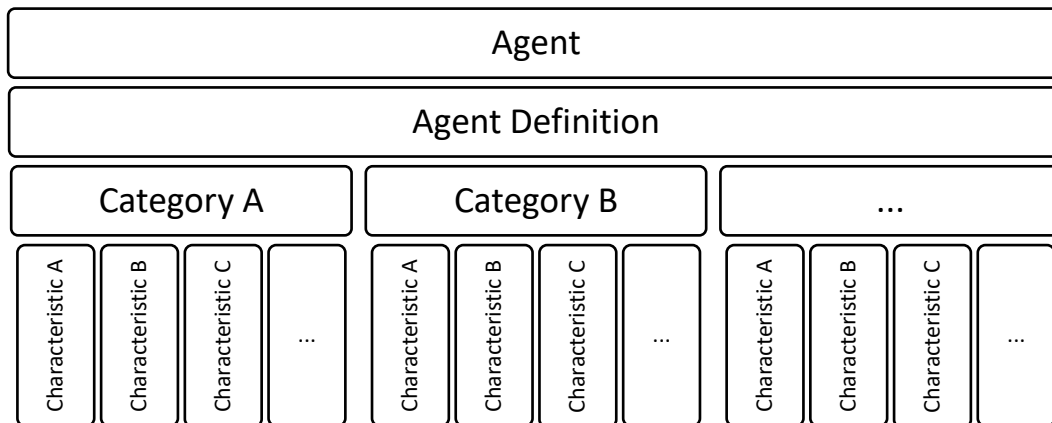 Agent
Agent Definition
Category A
Category B
...
Characteristic A
Characteristic B
Characteristic C
...
Characteristic A
Characteristic B
Characteristic C
...
Characteristic A
Characteristic B
Characteristic C
...